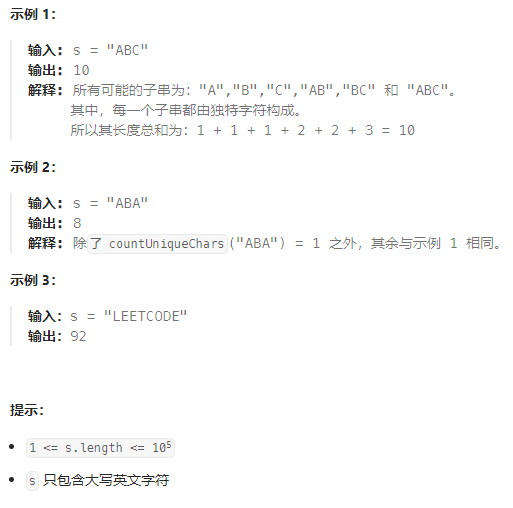 示例 1：
输入：s = "ABC"
输出：10
解释：所有可能的子串为："A","B","C","AB","BC" 和 "ABC"。
其中，每一个子串都由独特字符构成。
所以其长度总和为：1 + 1 + 1 + 2 + 2 + 3 = 10
示例 2：
输入：s = "ABA"
输出：8
解释：除了 countUniqueChars("ABA") = 1 之外，其余与示例 1 相同。
示例 3：
输入：s = "LEETCODE"
输出：92
提示：
• 1 <= s.length <= 10⁵
• s 只包含大写英文字符